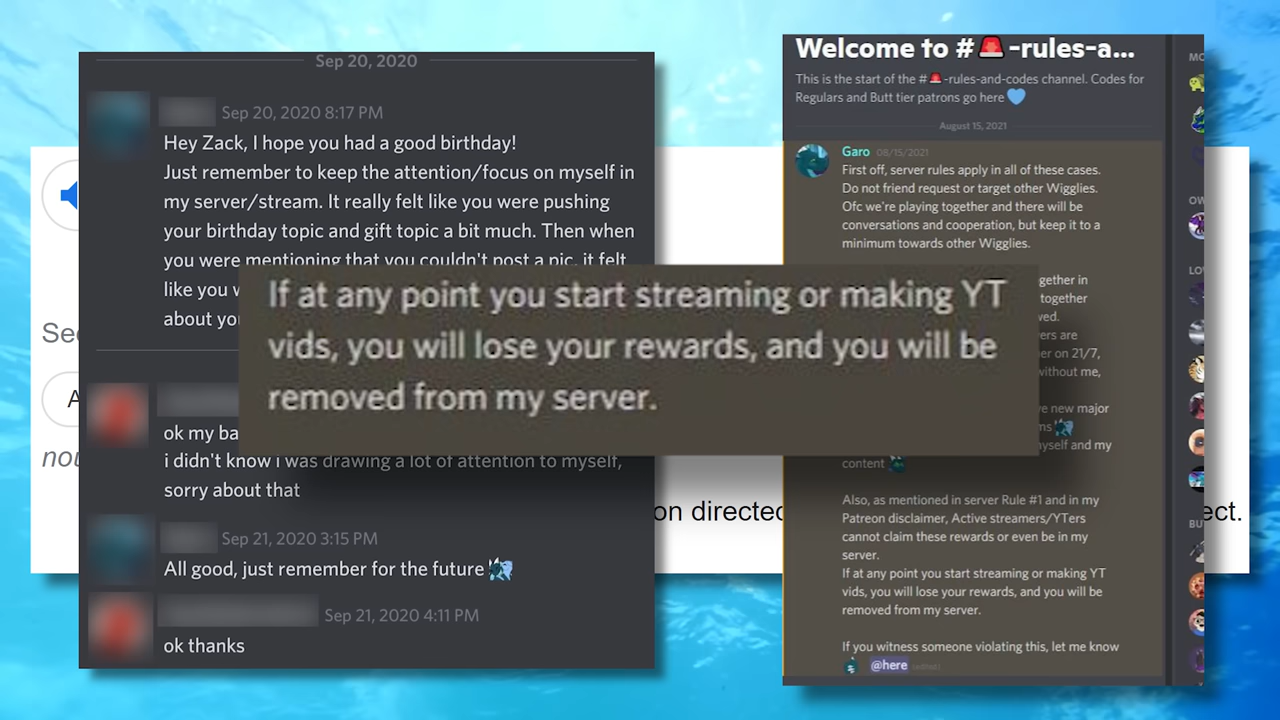 Sep 20, 2020
Sep 20, 2020 8:17 PM
Hey Zack, I hope you had a good birthday!
Just remember to keep the attention/focus on myself in
my server/stream. It really felt like you were pushing
your birthday topic and gift topic a bit much. Then when
you were mentioning that you couldn't post a pic, it felt
like you
about
ok my
i didn't know i was drawing a lot of attention to myself,
sorry about that
Sep 21, 2020 3:15 PM
All good, just remember for the future
Sep 21, 2020 4:11 PM
ok thanks
If at any point you start streaming or making YT
vids, you will lose your rewards, and you will be
removed from my server.
on directed
Welcome to #🚨-rules-a...
This is the start of the #🚨-rules-and-codes channel. Codes for
Regulars and Butt tier patrons go here 💙
August 15, 2021
Garo 08/15/2021
First off, server rules apply in all of these cases.
Do not friend request or target other Wigglies.
Ofc we're playing together and there will be
conversations and cooperation, but keep it to a
minimum towards other Wigglies.
gether in
together
are
er on 21/7,
without me,
new major
myself and my
content
Also, as mentioned in server Rule #1 and in my
Patreon disclaimer, Active streamers/YTers
cannot claim these rewards or even be in my
server.
If at any point you start streaming or making YT
vids, you will lose your rewards, and you will be
removed from my server.
If you witness someone violating this, let me know
@here (edited)
ect.